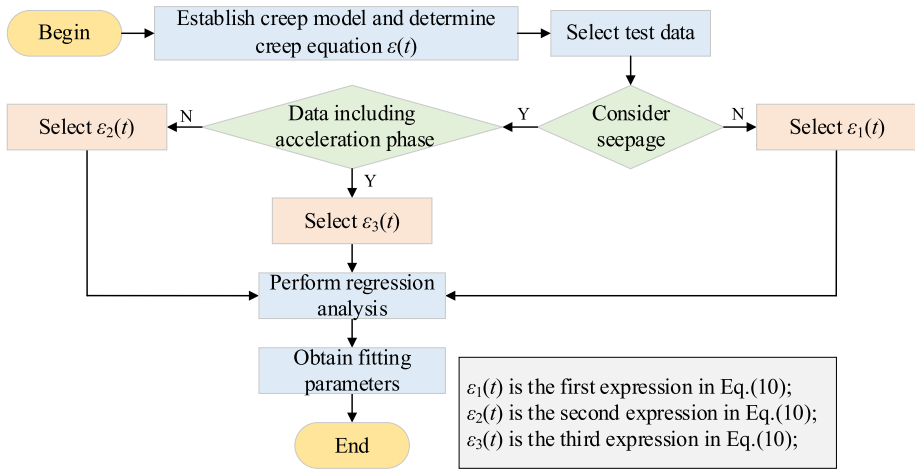 Begin
Establish creep model and determine
creep equation ε(t)
Select test data
Consider
seepage
Y
N
Data including
acceleration phase
N
Y
Select ε₂(t)
Select ε₁(t)
Select ε₃(t)
Perform regression
analysis
Obtain fitting
parameters
End
ε₁(t) is the first expression in Eq.(10);
ε₂(t) is the second expression in Eq.(10);
ε₃(t) is the third expression in Eq.(10);